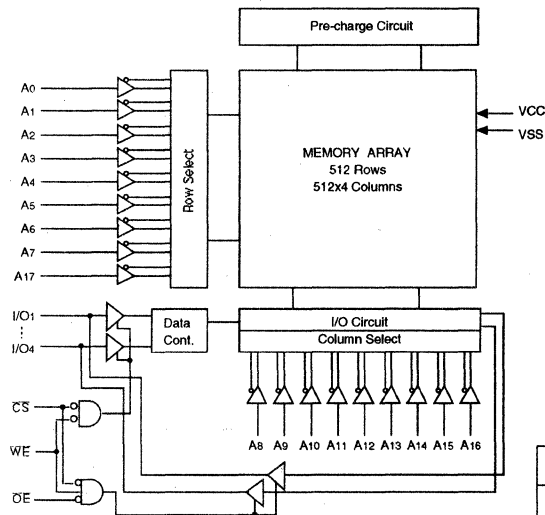 Pre-charge Circuit
A0
A1
A2
A3
A4
A5
A6
A7
A17
Row Select
MEMORY ARRAY
512 Rows
512x4 Columns
VCC
VSS
I/O1
I/O4
Data
Cont.
I/O Circuit
Column Select
A8
A9
A10
A11
A12
A13
A14
A15
A16
CS
WE
OE